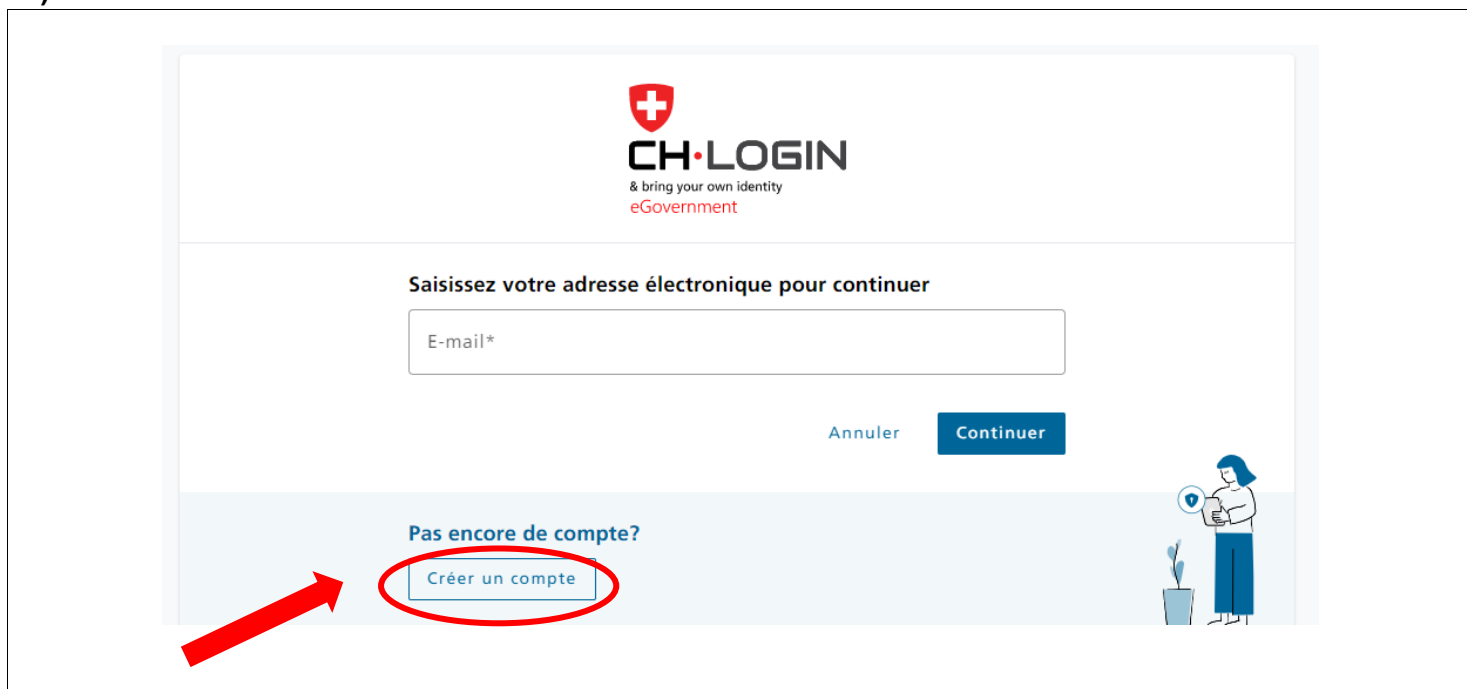 CH·LOGIN
& bring your own identity
eGovernment
Saisissez votre adresse électronique pour continuer
E-mail*
Annuler
Continuer
Pas encore de compte?
Créer un compte